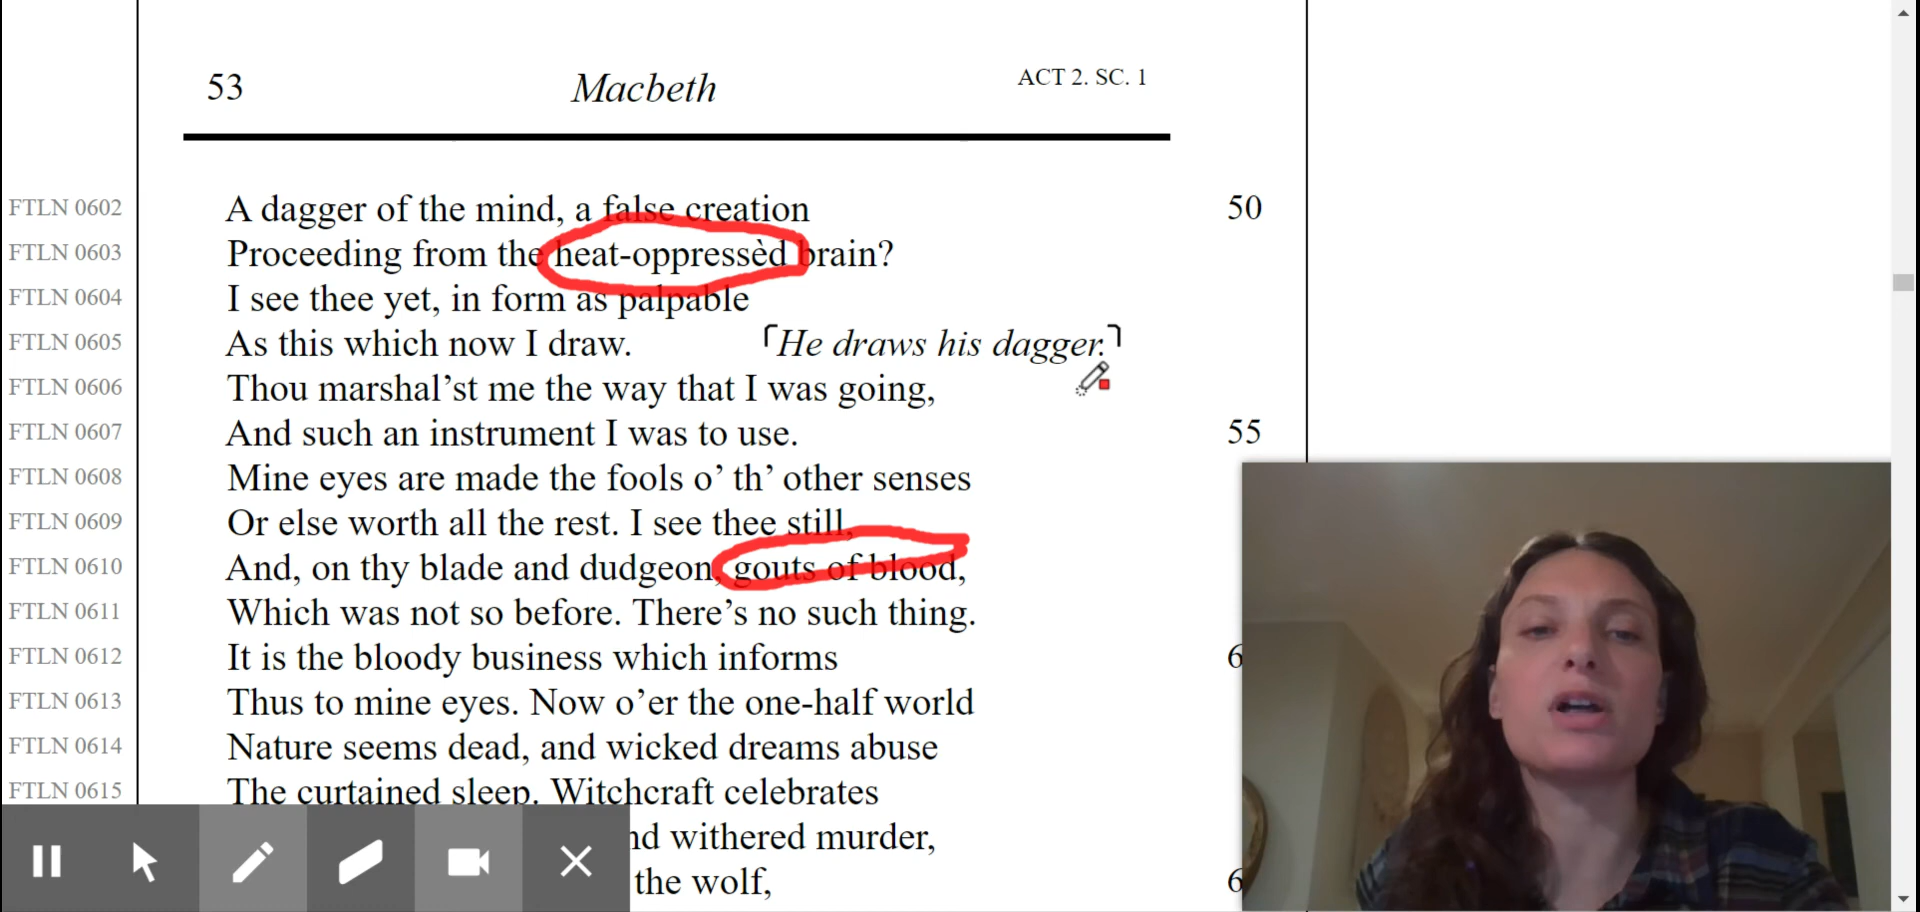 53 Macbeth ACT 2. SC. 1
FTLN 0602 A dagger of the mind, a false creation 50
FTLN 0603 Proceeding from the heat-oppressèd brain?
FTLN 0604 I see thee yet, in form as palpable
FTLN 0605 As this which now I draw. ⌜He draws his dagger.⌝
FTLN 0606 Thou marshal’st me the way that I was going,
FTLN 0607 And such an instrument I was to use. 55
FTLN 0608 Mine eyes are made the fools o’ th’ other senses
FTLN 0609 Or else worth all the rest. I see thee still,
FTLN 0610 And, on thy blade and dudgeon, gouts of blood,
FTLN 0611 Which was not so before. There’s no such thing.
FTLN 0612 It is the bloody business which informs 6
FTLN 0613 Thus to mine eyes. Now o’er the one-half world
FTLN 0614 Nature seems dead, and wicked dreams abuse
FTLN 0615 The curtained sleep. Witchcraft celebrates
nd withered murder,
the wolf, 6